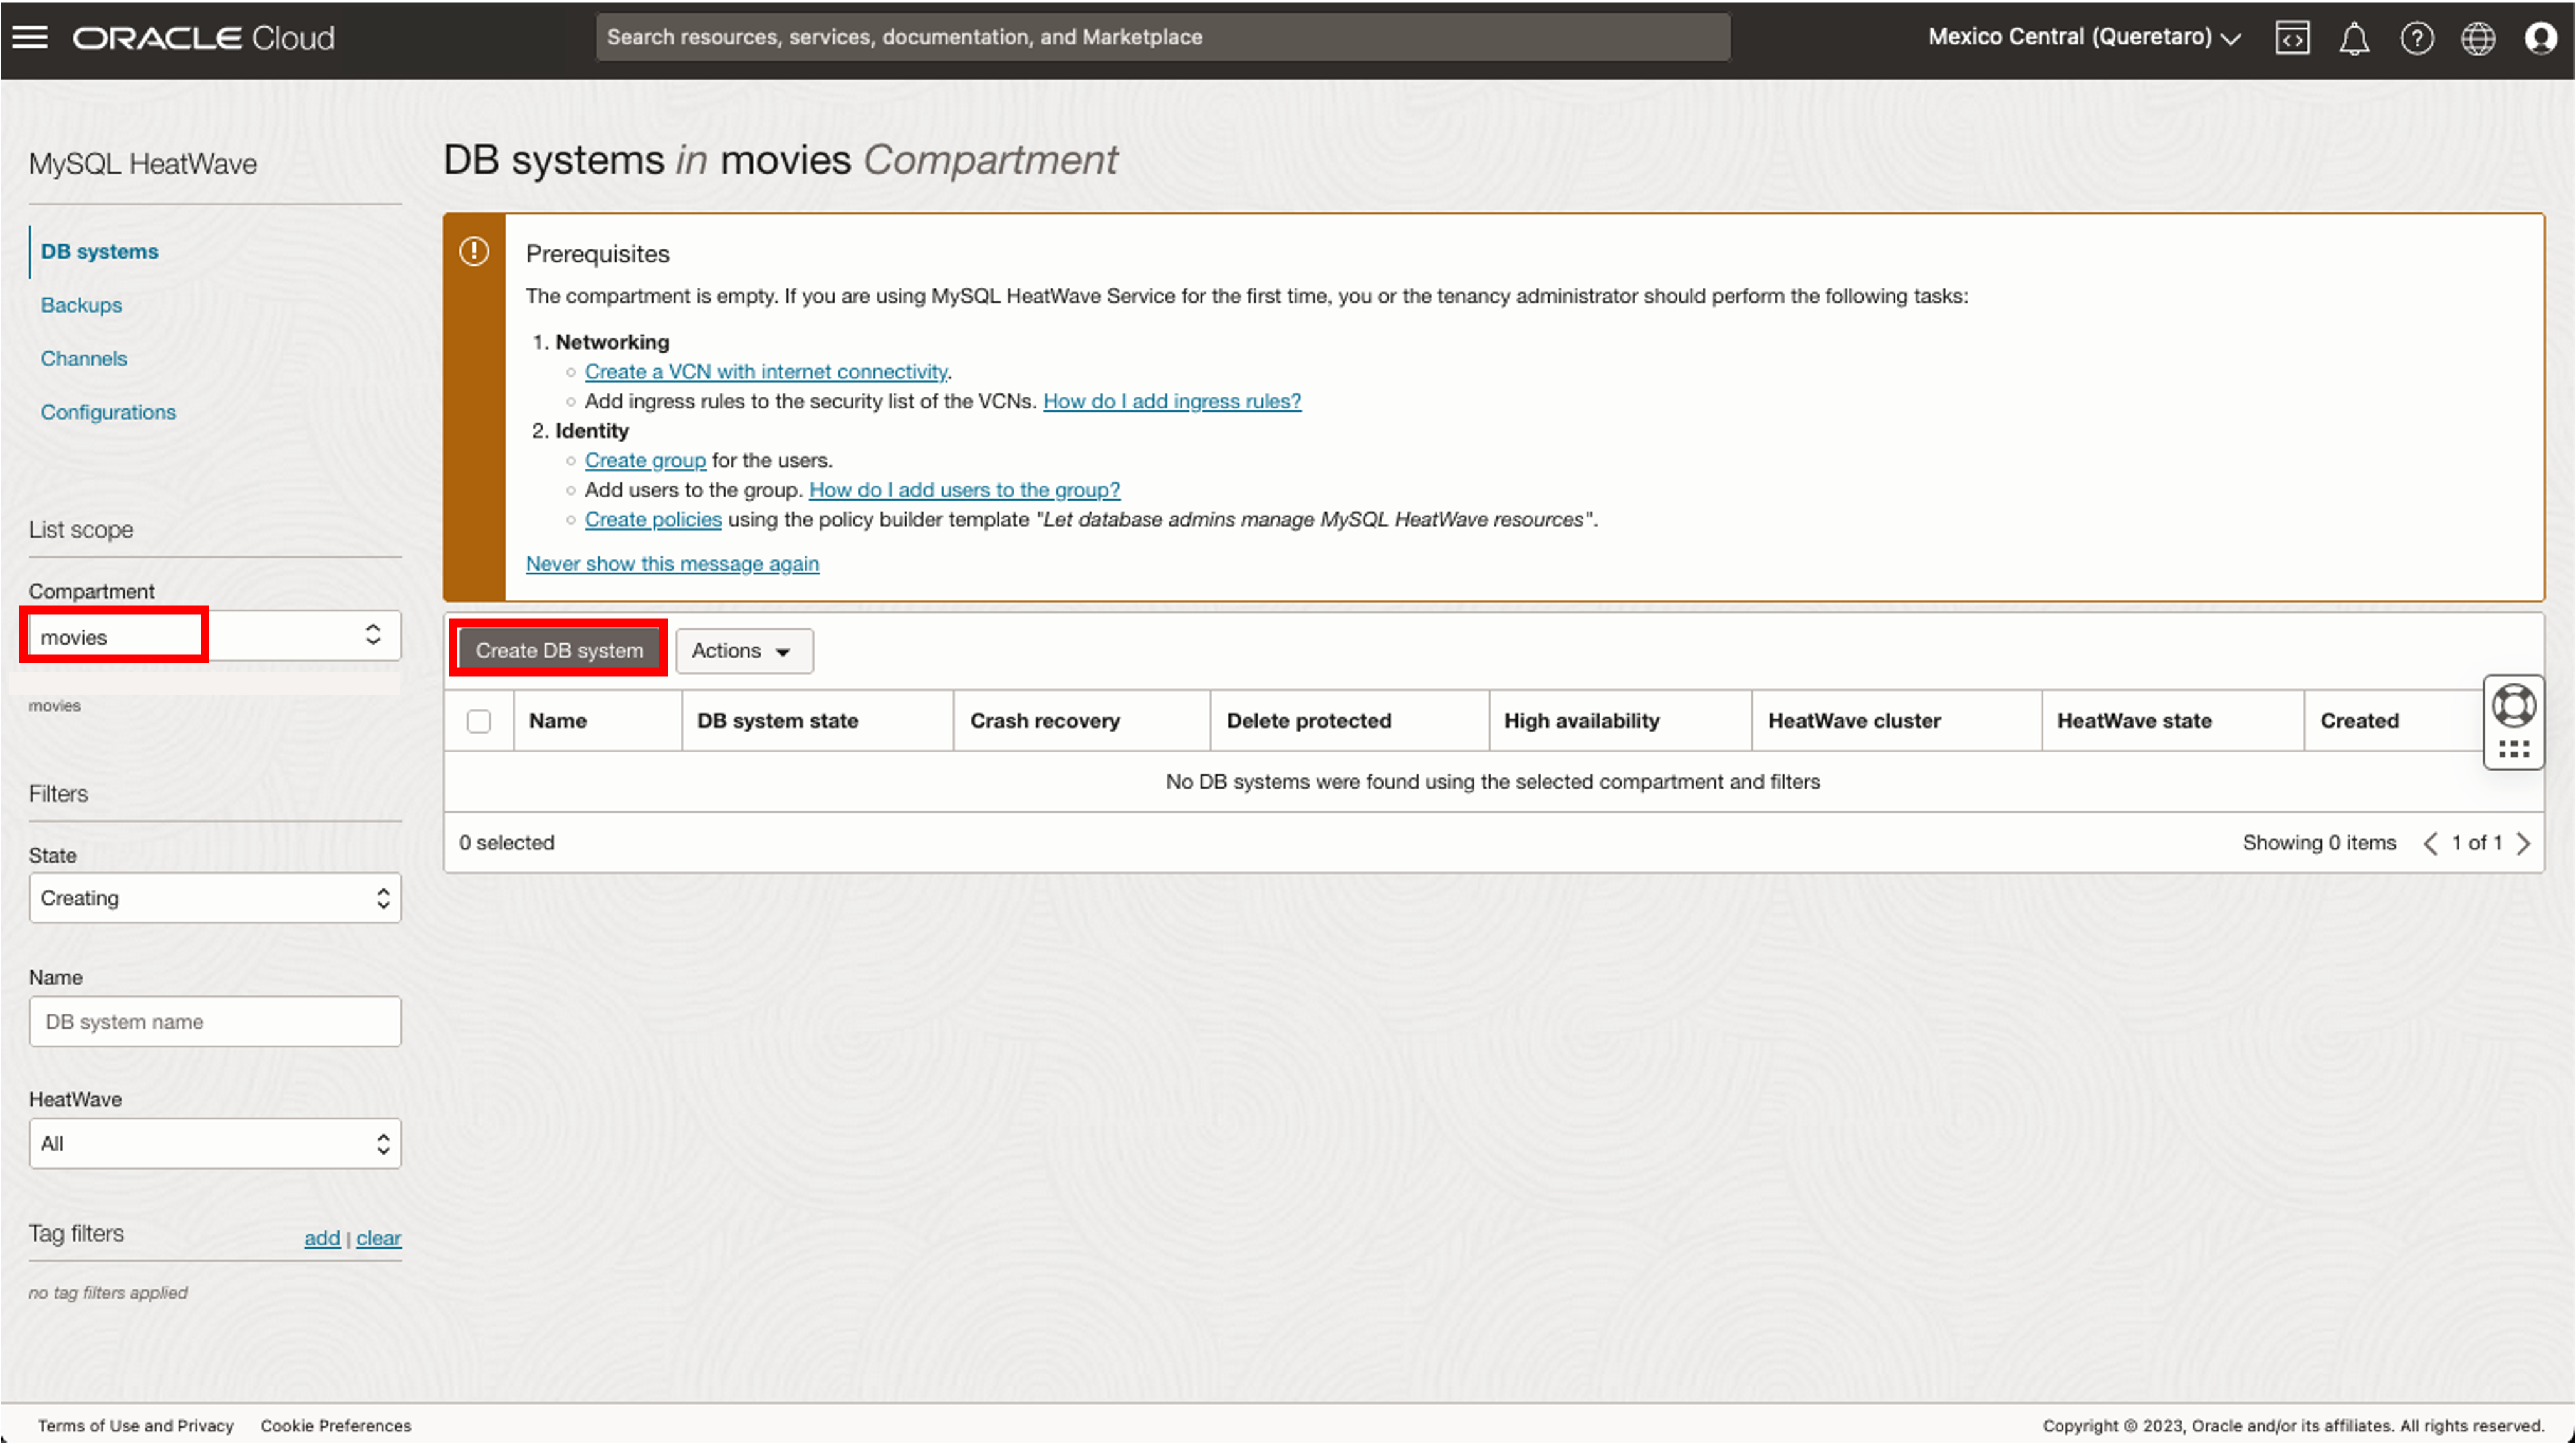 ORACLE Cloud
Search resources, services, documentation, and Marketplace
Mexico Central (Queretaro)
MySQL HeatWave
DB systems
Backups
Channels
Configurations
List scope
Compartment
movies
movies
Filters
State
Creating
Name
DB system name
HeatWave
All
Tag filters
add | clear
no tag filters applied
DB systems in movies Compartment
Prerequisites
The compartment is empty. If you are using MySQL HeatWave Service for the first time, you or the tenancy administrator should perform the following tasks:
1. Networking
Create a VCN with internet connectivity.
Add ingress rules to the security list of the VCNs. How do I add ingress rules?
2. Identity
Create group for the users.
Add users to the group. How do I add users to the group?
Create policies using the policy builder template "Let database admins manage MySQL HeatWave resources".
Never show this message again
Create DB system
Actions
Name DB system state Crash recovery Delete protected High availability HeatWave cluster HeatWave state Created
No DB systems were found using the selected compartment and filters
0 selected
Showing 0 items
1 of 1
Terms of Use and Privacy
Cookie Preferences
Copyright © 2023, Oracle and/or its affiliates. All rights reserved.